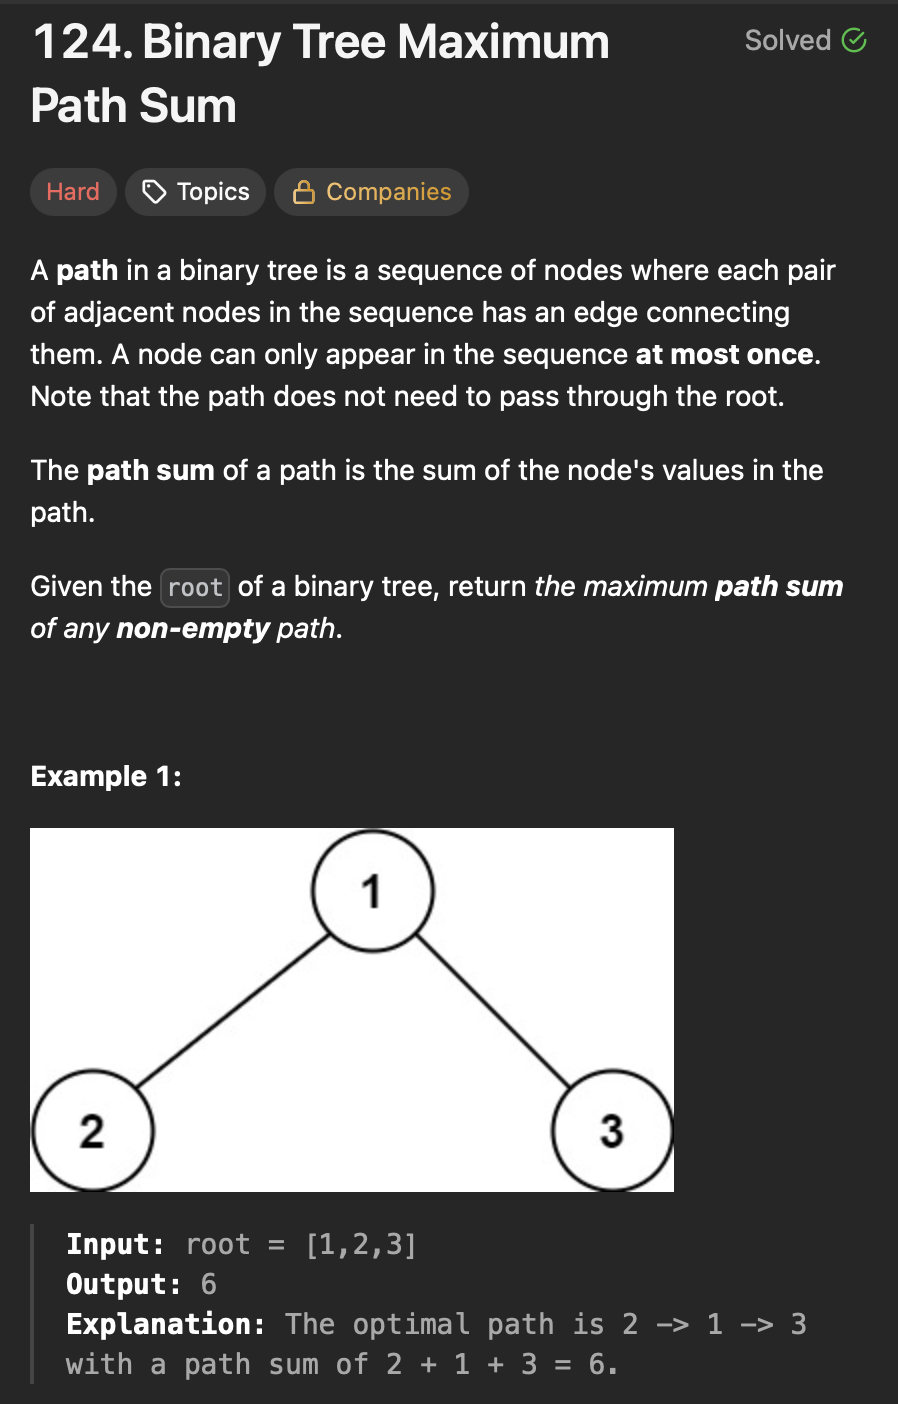 124. Binary Tree Maximum
Path Sum
Solved
Hard
Topics
Companies
A path in a binary tree is a sequence of nodes where each pair
of adjacent nodes in the sequence has an edge connecting
them. A node can only appear in the sequence at most once.
Note that the path does not need to pass through the root.
The path sum of a path is the sum of the node's values in the
path.
Given the root of a binary tree, return the maximum path sum
of any non-empty path.
Example 1:
1
2
3
Input: root = [1,2,3]
Output: 6
Explanation: The optimal path is 2 -> 1 -> 3
with a path sum of 2 + 1 + 3 = 6.